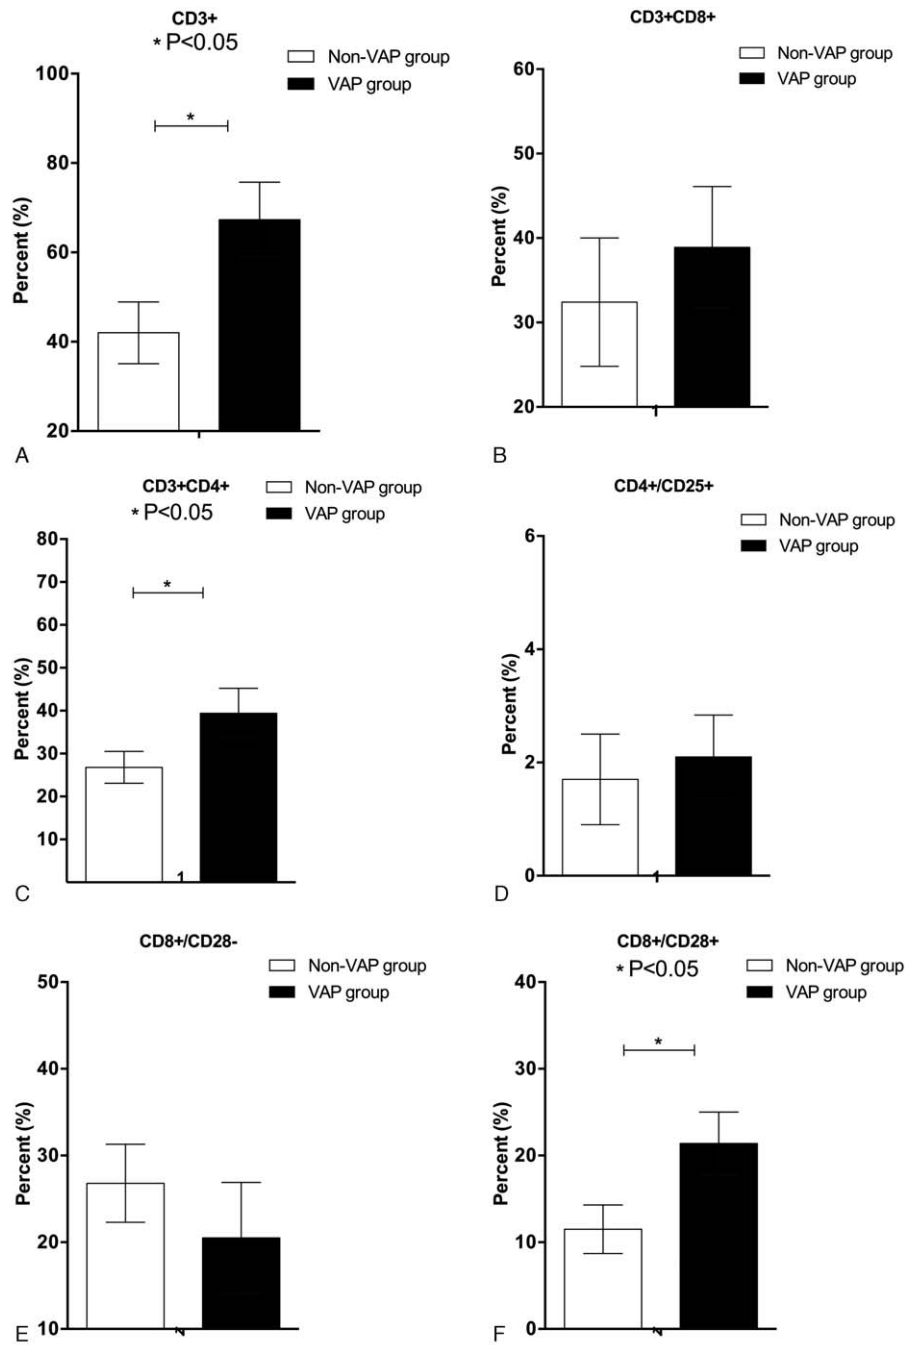 CD3+
* P<0.05
Non-VAP group
VAP group
100
80
60
40
20
Percent (%)
*
A
CD3+CD8+
Non-VAP group
VAP group
60
50
40
30
20
Percent (%)
1
B
CD3+CD4+
* P<0.05
Non-VAP group
VAP group
80
70
60
50
40
30
20
10
Percent (%)
*
1
C
CD4+/CD25+
Non-VAP group
VAP group
6
4
2
0
Percent (%)
1
D
CD8+/CD28-
Non-VAP group
VAP group
50
40
30
20
10
Percent (%)
E
CD8+/CD28+
* P<0.05
Non-VAP group
VAP group
40
30
20
10
0
Percent (%)
*
F